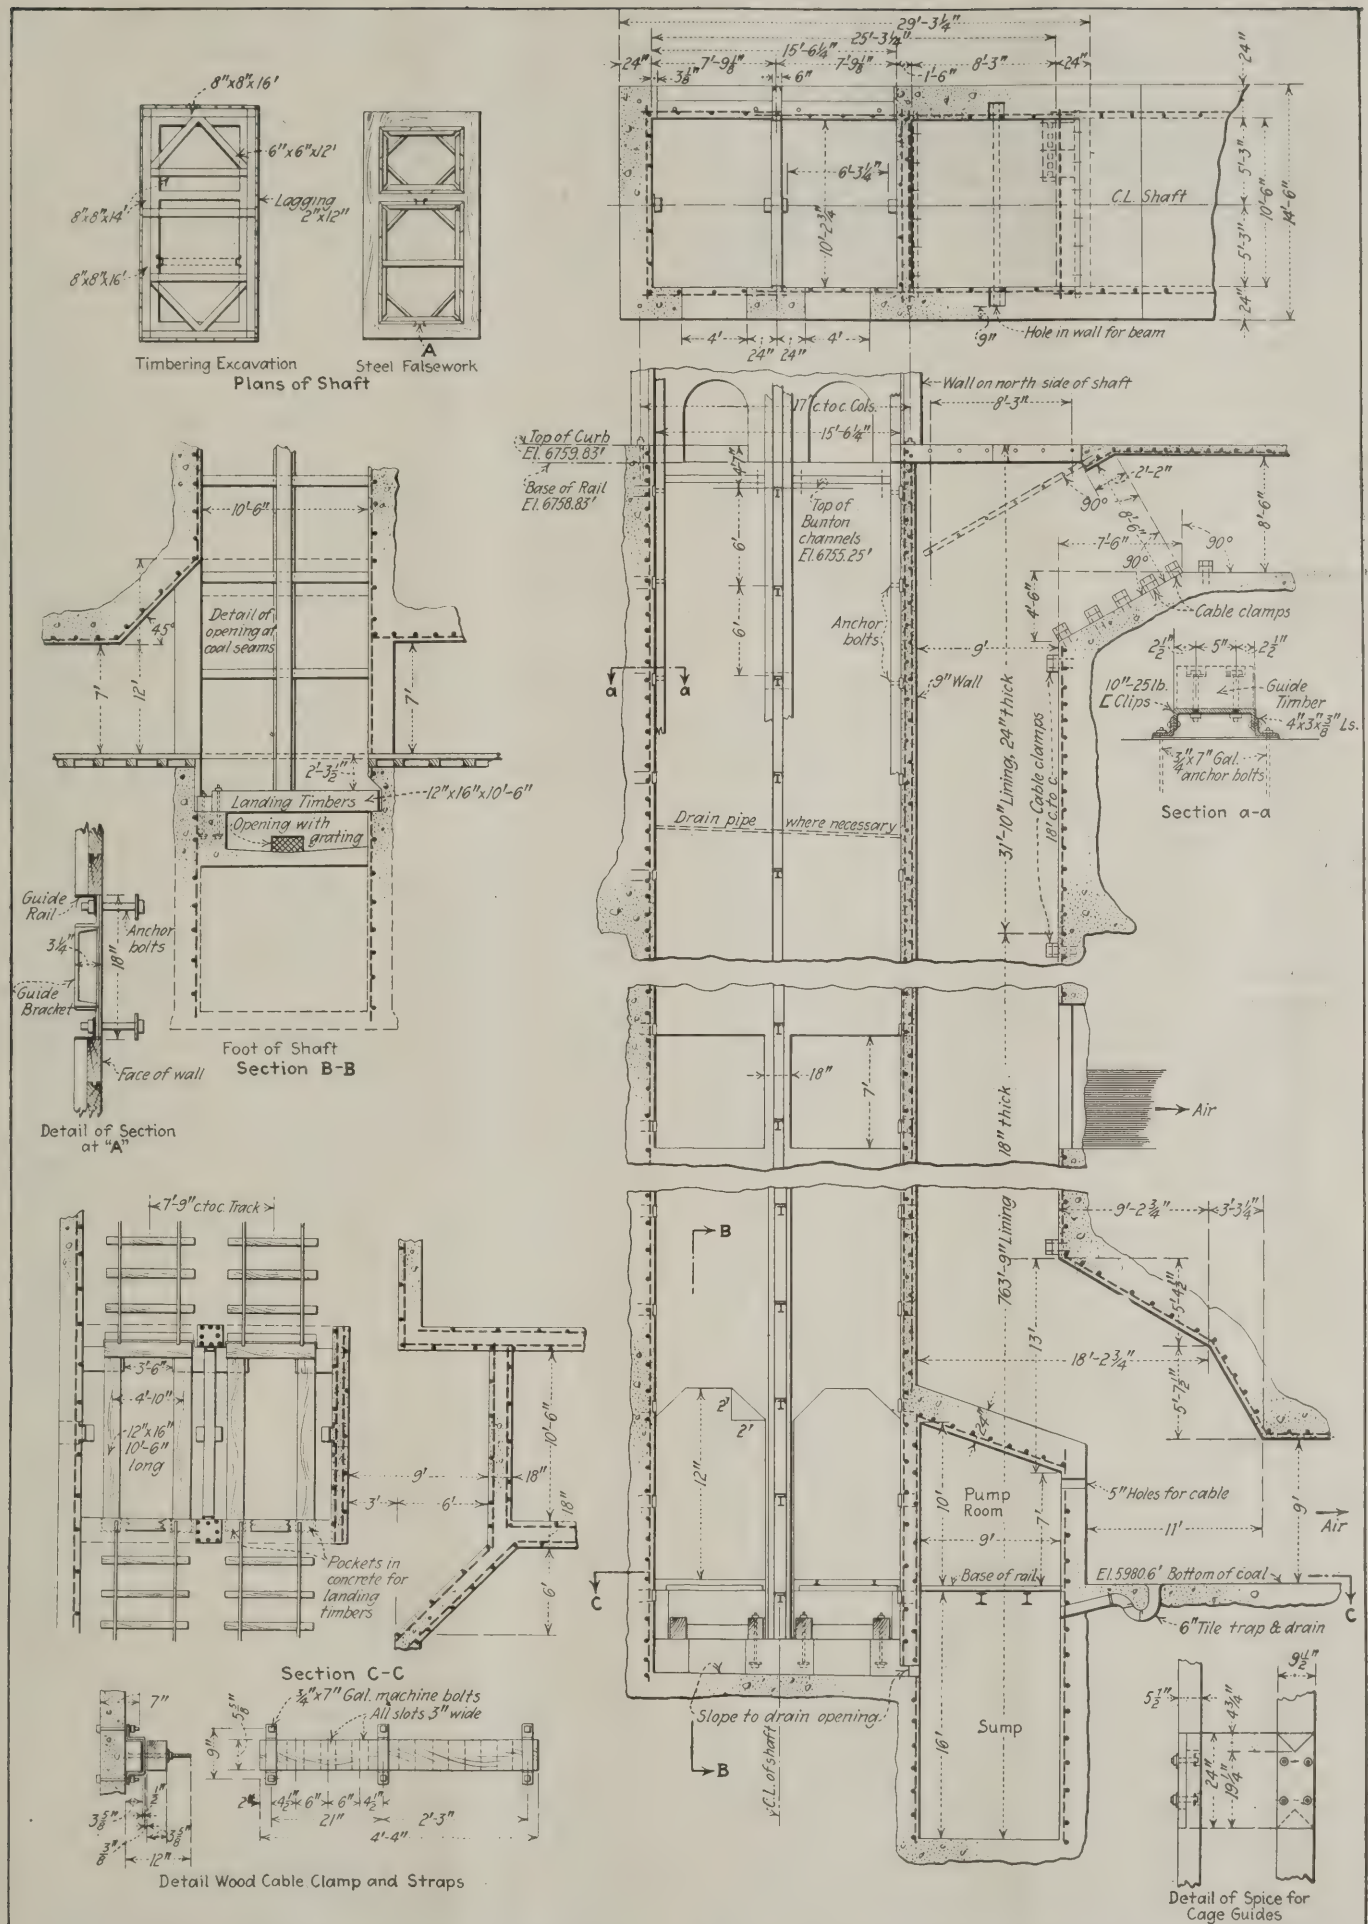 29'-3¼"
25'-3¼"
15'-6¼"
24"
7'-9⅛"
7'-9⅛"
1'-6"
8'-3"
24"
24"
3⅛"
6"
6'-3¼"
10'-2¾"
C.L. Shaft
5'-3"
5'-3"
10'-6"
14'-6"
24"
4'
24"
24"
4'
9"
Hole in wall for beam
8"x8"x16'
6"x6"x12'
Lagging
2"x12"
8"x8"x14'
8"x8"x16'
A
Timbering Excavation
Steel Falsework
Plans of Shaft
10'-6"
Detail of
opening at
coal seams
45°
7'
12'
7'
2'-3½"
Landing Timbers
12"x16"x10'-6"
Opening with
grating
Foot of Shaft
Section B-B
Guide
Rail
3¼"
18"
Anchor
bolts
Guide
Bracket
Face of wall
Detail of Section
at "A"
Wall on north side of shaft
8'-3"
17" c. to c. Cols.
15'-6¼"
Top of Curb
El. 6759.83'
Base of Rail
El. 6758.83'
4'-7"
6'
6'
Top of
Bunton
channels
El. 6755.25'
Anchor
bolts
a
a
9" Wall
9'
Drain pipe where necessary
31'-10" Lining, 24" thick
Cable clamps
18' c. to c.
2'-2"
90°
8'-6"
7'-6"
90°
90°
8'-6"
4'-6"
Cable clamps
2½"
5"
2½"
10"-25lb.
[ Clips
Guide
Timber
4"x3"x⅜" Ls.
¾"x7" Gal.
anchor bolts
Section a-a
18"
7'
18" thick
Air
763'-9" Lining
B
9'-2¾"
3'-3¼"
5'-4½"
5'-7½"
13'
18'-2¾"
2'
2'
12"
24"
10'
Pump
Room
7'
9'
5" Holes for cable
11'
9'
Air
Base of rail
El. 5980.6' Bottom of coal
C
C
6" Tile trap & drain
Slope to drain opening
16'
Sump
B
C.L. of shaft
7'-9" c. to c. Track
3'-6"
4'-10"
12"x16"
10'-6"
long
9'
3'
6'
18"
10'-6"
18"
6'
Pockets in
concrete for
landing
timbers
Section C-C
¾"x7" Gal. machine bolts
All slots 3" wide
7"
9"
5⅝"
2"
4½"
6"
6"
4½"
21"
2'-3"
4'-4"
½"
3⅝"
⅜"
3⅝"
12"
Detail Wood Cable Clamp and Straps
9½"
5½"
4¾"
24"
19¼"
Detail of Spice for
Cage Guides